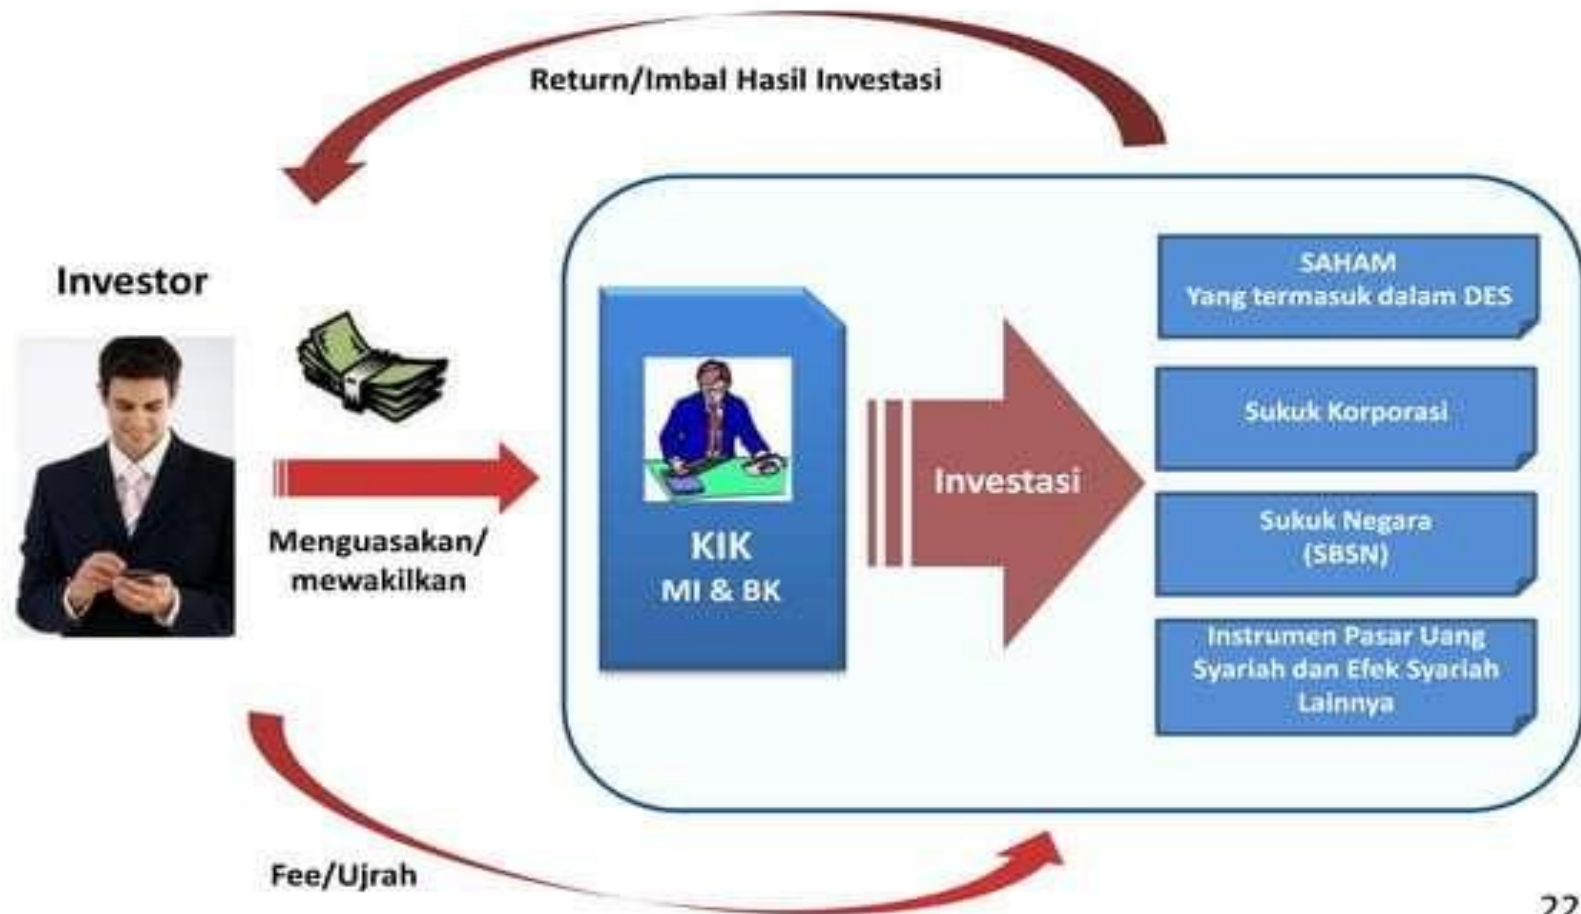 Return/Imbal Hasil Investasi
Investor
Menguasakan/
mewakilkan
KIK
MI & BK
Investasi
SAHAM
Yang termasuk dalam DES
Sukuk Korporasi
Sukuk Negara
(SBSN)
Instrumen Pasar Uang
Syariah dan Efek Syariah
Lainnya
Fee/Ujrah
22